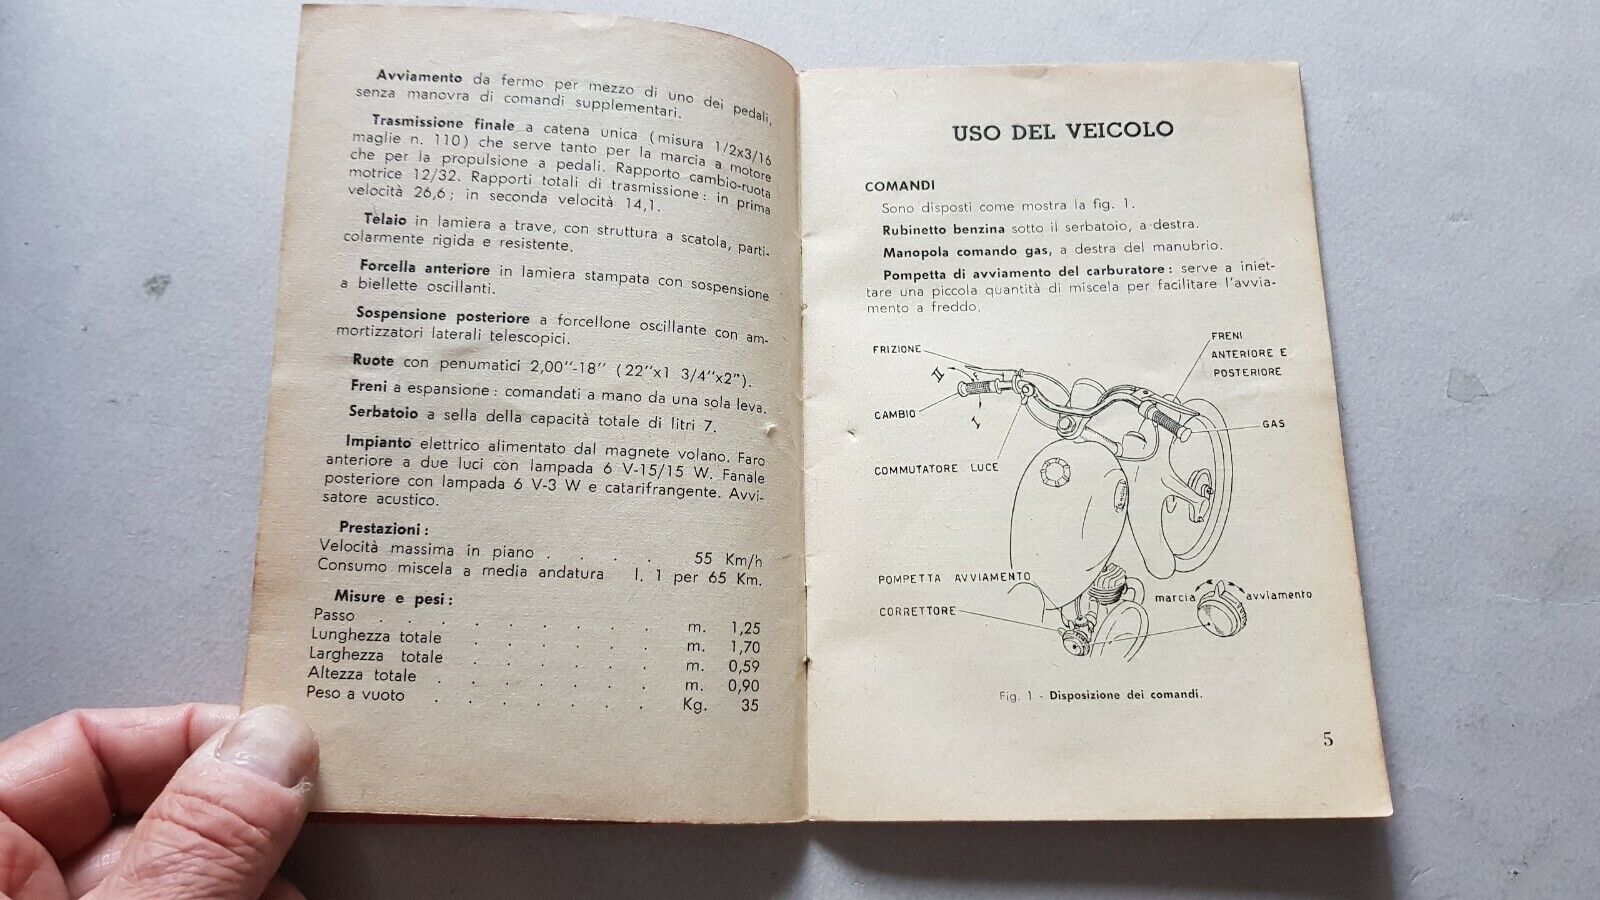 Avviamento da fermo per mezzo di uno dei pedali,
senza manovra di comandi supplementari.
Trasmissione finale a catena unica (misura 1/2x3/16
maglie n. 110) che serve tanto per la marcia a motore
che per la propulsione a pedali. Rapporto cambio-ruota
motrice 12/32. Rapporti totali di trasmissione: in prima
velocità 26,6; in seconda velocità 14,1.
Telaio in lamiera a trave, con struttura a scatola, parti-
colarmente rigida e resistente.
Forcella anteriore in lamiera stampata con sospensione
a biellette oscillanti.
Sospensione posteriore a forcellone oscillante con am-
mortizzatori laterali telescopici.
Ruote con penumatici 2,00"-18" (22"x1 3/4"x2").
Freni a espansione: comandati a mano da una sola leva.
Serbatoio a sella della capacità totale di litri 7.
Impianto elettrico alimentato dal magnete volano. Faro
anteriore a due luci con lampada 6 V-15/15 W. Fanale
posteriore con lampada 6 V-3 W e catarifrangente. Avvi-
satore acustico.
Prestazioni:
Velocità massima in piano . . . . 55 Km/h
Consumo miscela a media andatura l. 1 per 65 Km.
Misure e pesi:
Passo . . . . . . . . . m. 1,25
Lunghezza totale . . . . . . m. 1,70
Larghezza totale . . . . . . m. 0,59
Altezza totale . . . . . . . m. 0,90
Peso a vuoto . . . . . . . Kg. 35
USO DEL VEICOLO
COMANDI
Sono disposti come mostra la fig. 1.
Rubinetto benzina sotto il serbatoio, a destra.
Manopola comando gas, a destra del manubrio.
Pompetta di avviamento del carburatore: serve a iniet-
tare una piccola quantità di miscela per facilitare l'avvia-
mento a freddo.
FRIZIONE
FRENI
ANTERIORE E
POSTERIORE
II
CAMBIO
I
GAS
COMMUTATORE LUCE
POMPETTA AVVIAMENTO
marcia avviamento
CORRETTORE
Fig. 1 - Disposizione dei comandi.
5